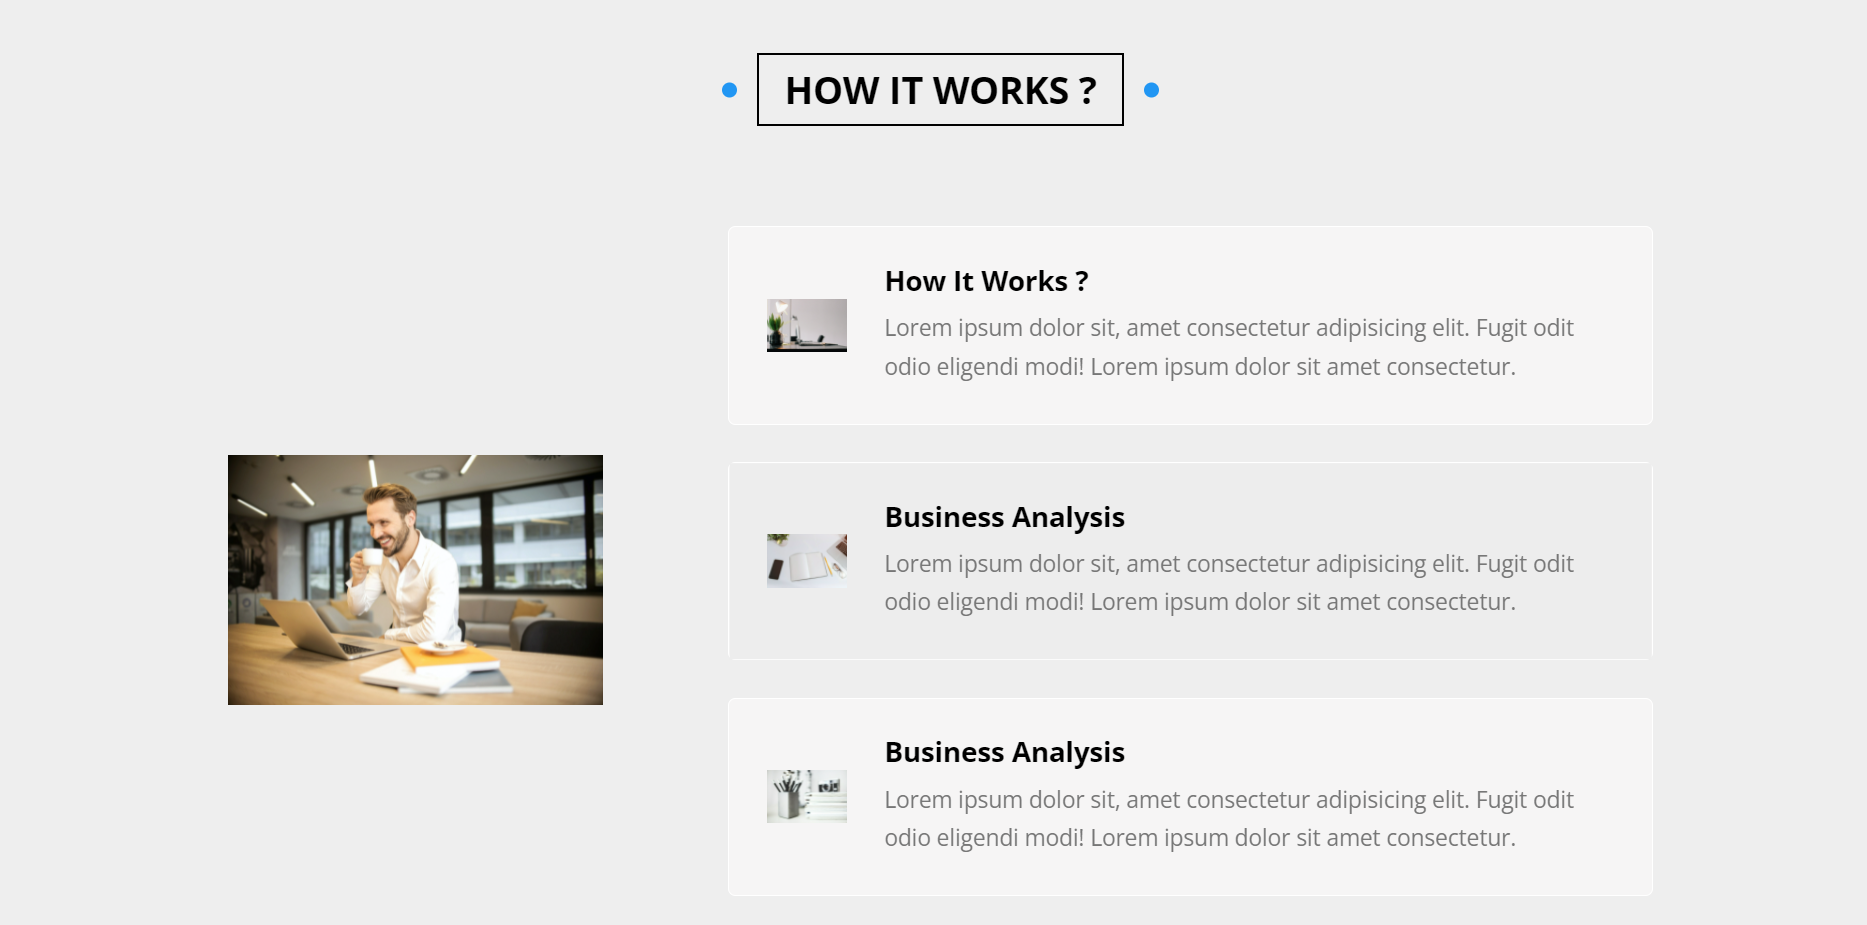 HOW IT WORKS ?
How It Works ?
Lorem ipsum dolor sit, amet consectetur adipisicing elit. Fugit odit
odio eligendi modi! Lorem ipsum dolor sit amet consectetur.
Business Analysis
Lorem ipsum dolor sit, amet consectetur adipisicing elit. Fugit odit
odio eligendi modi! Lorem ipsum dolor sit amet consectetur.
Business Analysis
Lorem ipsum dolor sit, amet consectetur adipisicing elit. Fugit odit
odio eligendi modi! Lorem ipsum dolor sit amet consectetur.